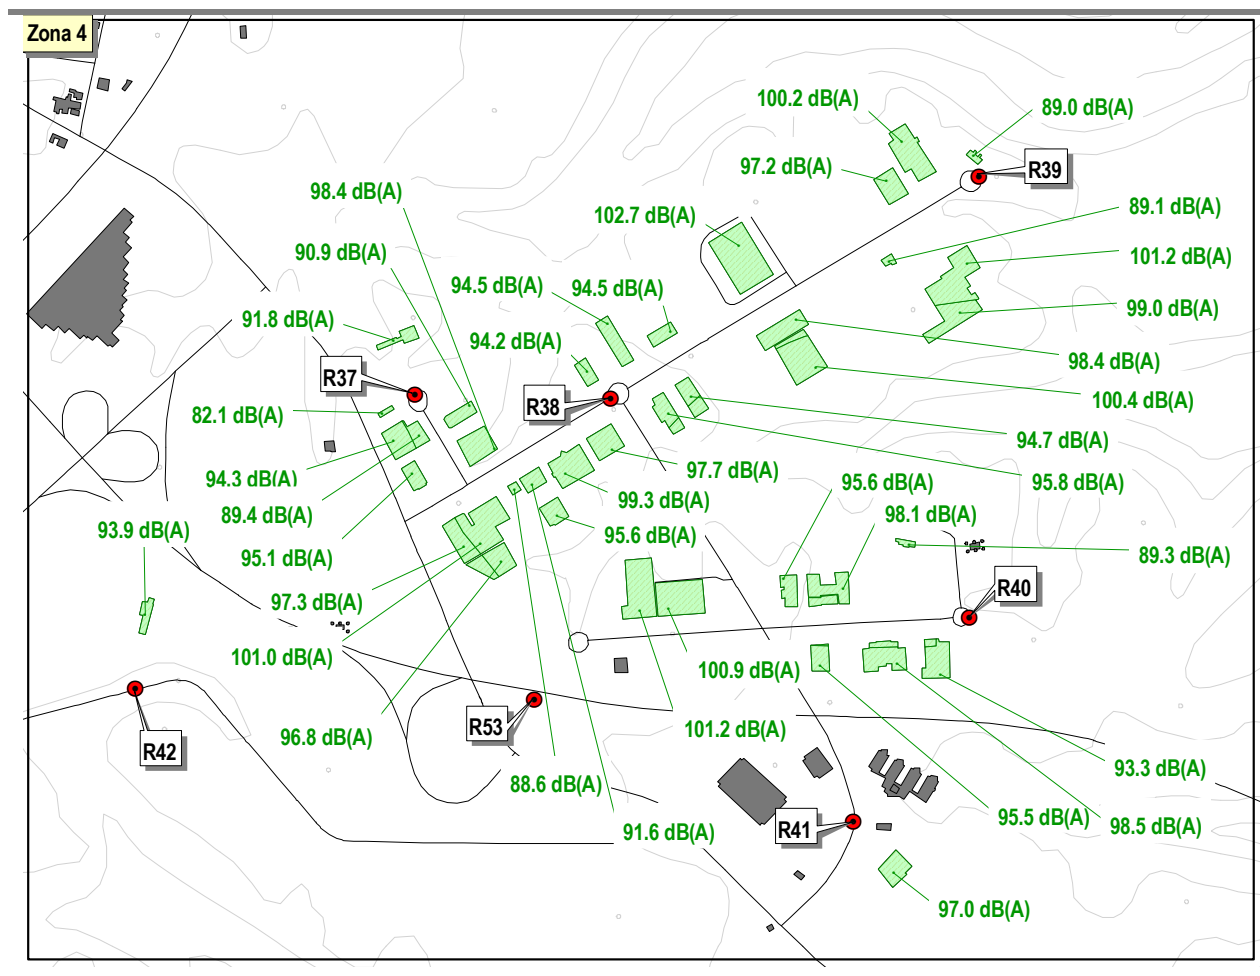 Zona 4
100.2 dB(A)
89.0 dB(A)
97.2 dB(A)
R39
98.4 dB(A)
102.7 dB(A)
89.1 dB(A)
90.9 dB(A)
101.2 dB(A)
94.5 dB(A)
94.5 dB(A)
91.8 dB(A)
99.0 dB(A)
94.2 dB(A)
98.4 dB(A)
R37
R38
100.4 dB(A)
82.1 dB(A)
94.7 dB(A)
97.7 dB(A)
94.3 dB(A)
95.6 dB(A)
95.8 dB(A)
99.3 dB(A)
89.4 dB(A)
98.1 dB(A)
93.9 dB(A)
95.6 dB(A)
95.1 dB(A)
89.3 dB(A)
R40
97.3 dB(A)
101.0 dB(A)
100.9 dB(A)
R53
101.2 dB(A)
96.8 dB(A)
R42
93.3 dB(A)
88.6 dB(A)
95.5 dB(A)
98.5 dB(A)
R41
91.6 dB(A)
97.0 dB(A)